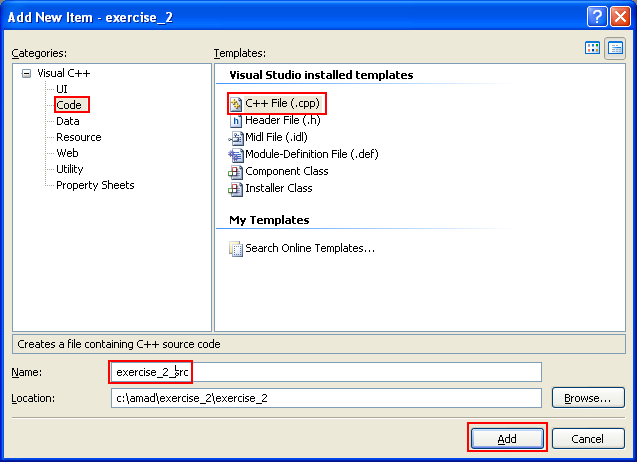 Add New Item - exercise_2
Categories:
Templates:
Visual C++
UI
Code
Data
Resource
Web
Utility
Property Sheets
Visual Studio installed templates
C++ File (.cpp)
Header File (.h)
Midl File (.idl)
Module-Definition File (.def)
Component Class
Installer Class
My Templates
Search Online Templates...
Creates a file containing C++ source code
Name:
exercise_2_src
Location:
c:\amad\exercise_2\exercise_2
Browse...
Add
Cancel